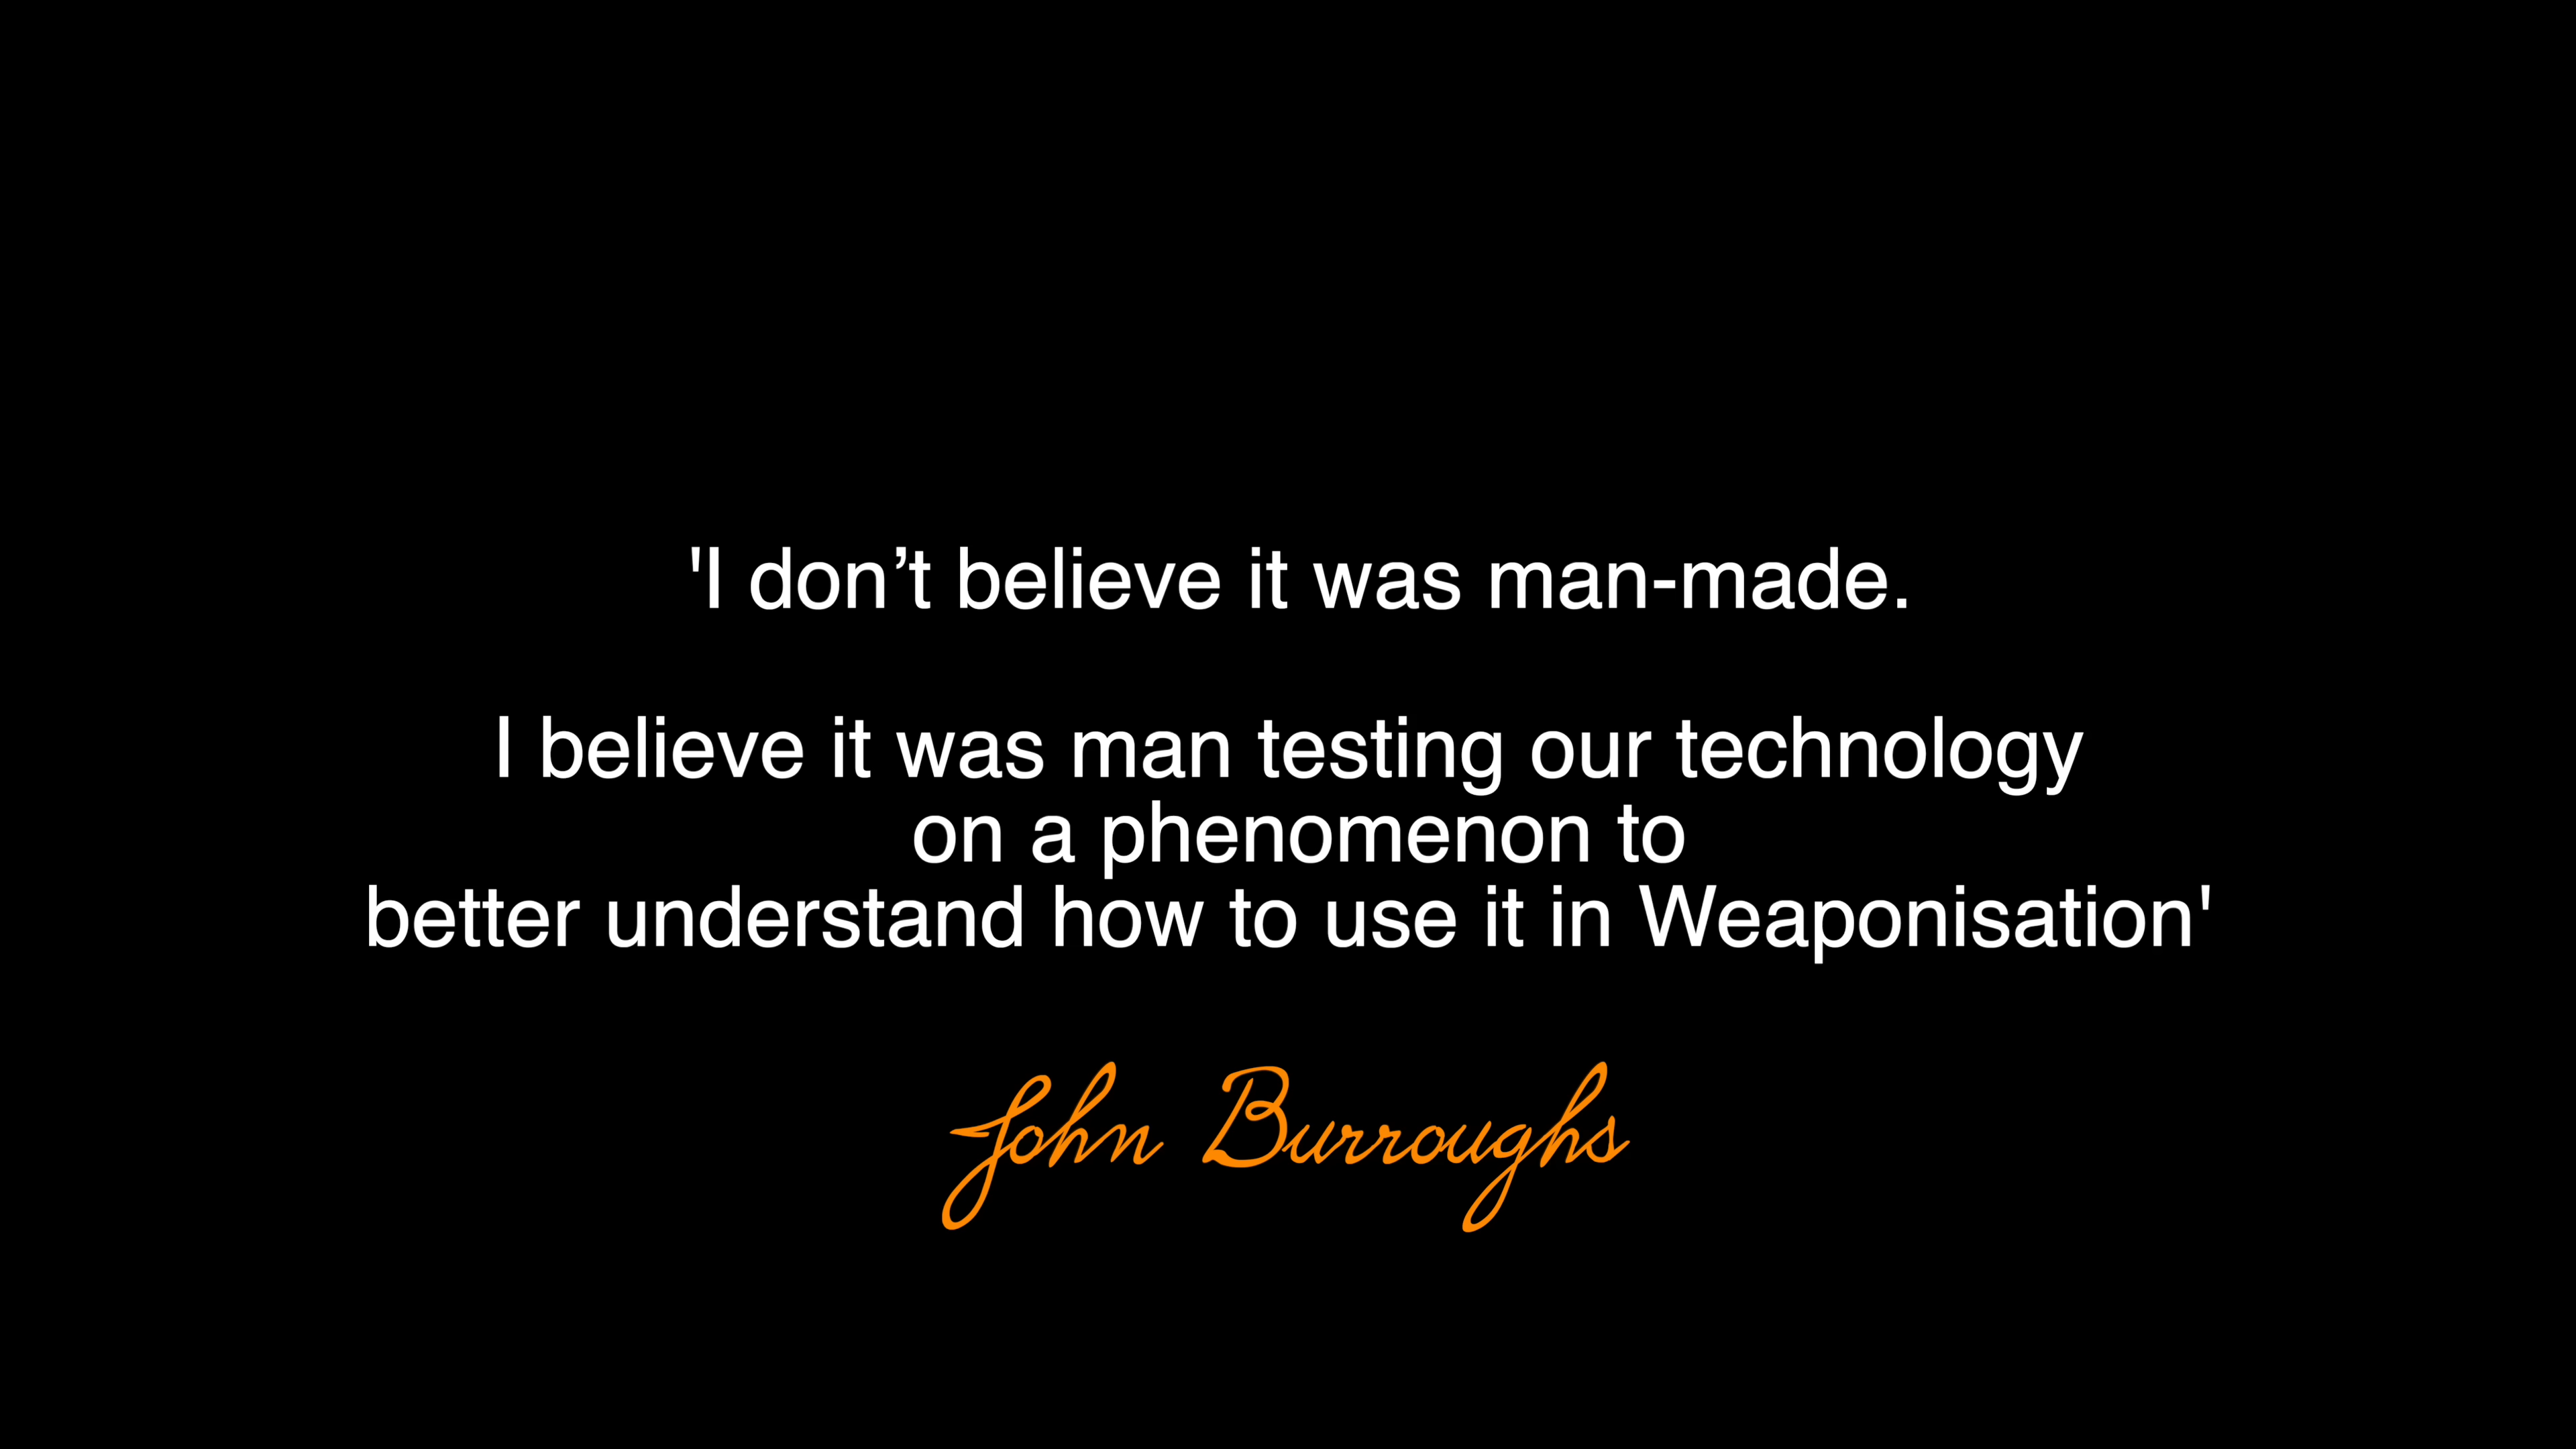 'I don’t believe it was man-made.
I believe it was man testing our technology
on a phenomenon to
better understand how to use it in Weaponisation'
John Burroughs